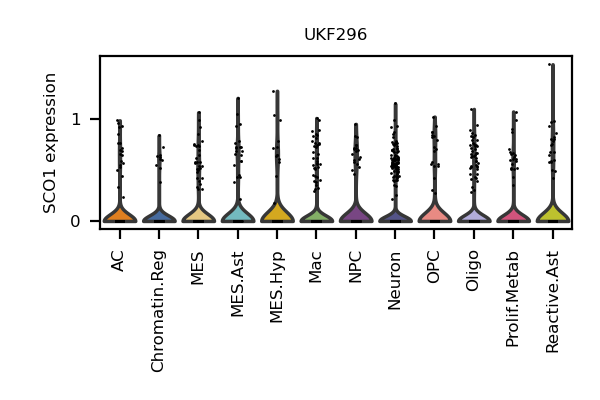 UKF296
SCO1 expression
1
0
AC
Chromatin.Reg
MES
MES.Ast
MES.Hyp
Mac
NPC
Neuron
OPC
Oligo
Prolif.Metab
Reactive.Ast